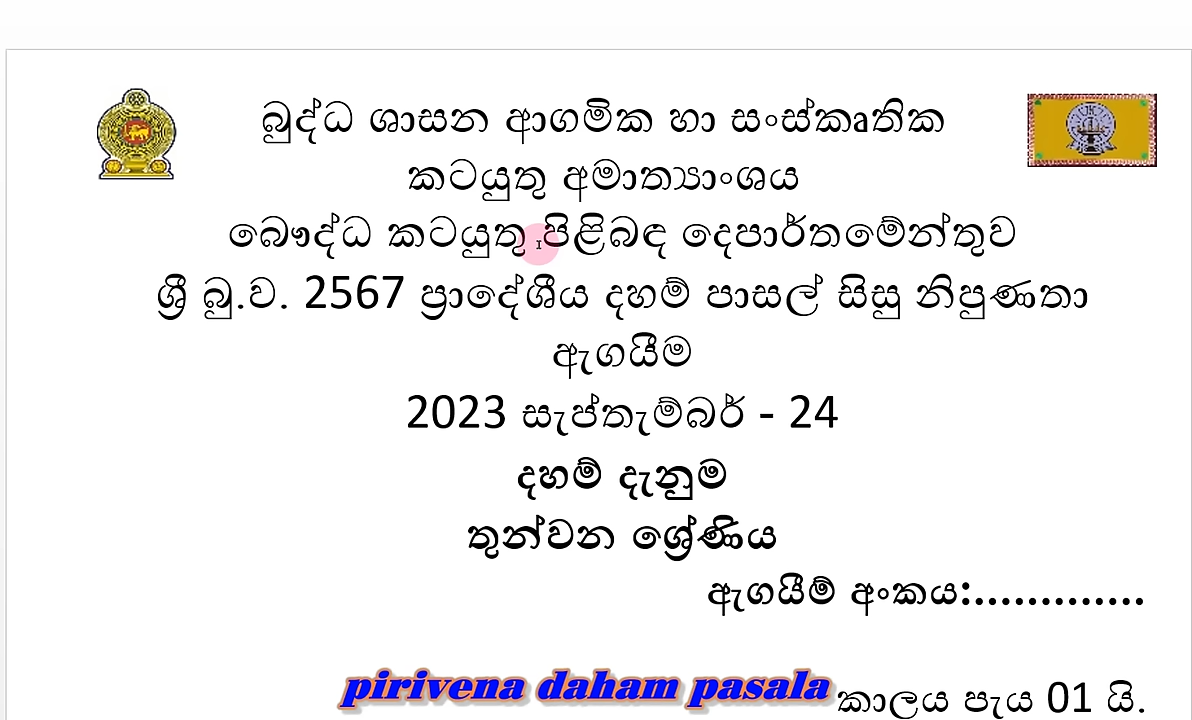 බුද්ධ ශාසන ආගමික හා සංස්කෘතික
කටයුතු අමාත්‍යාංශය
බෞද්ධ කටයුතු පිළිබඳ දෙපාර්තමේන්තුව
ශ්‍රී බු.ව. 2567 ප්‍රාදේශීය දහම් පාසල් සිසු නිපුණතා
ඇගයීම
2023 සැප්තැම්බර් - 24
දහම් දැනුම
තුන්වන ශ්‍රේණිය
ඇගයීම් අංකය:.............
pirivena daham pasala කාලය පැය 01 යි.